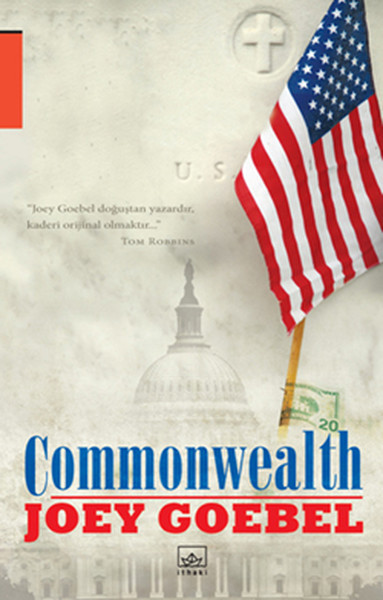 U. S.
"Joey Goebel doğuştan yazardır,
kaderi orijinal olmaktır..."
TOM ROBBINS
20
Commonwealth
JOEY GOEBEL
ithaki